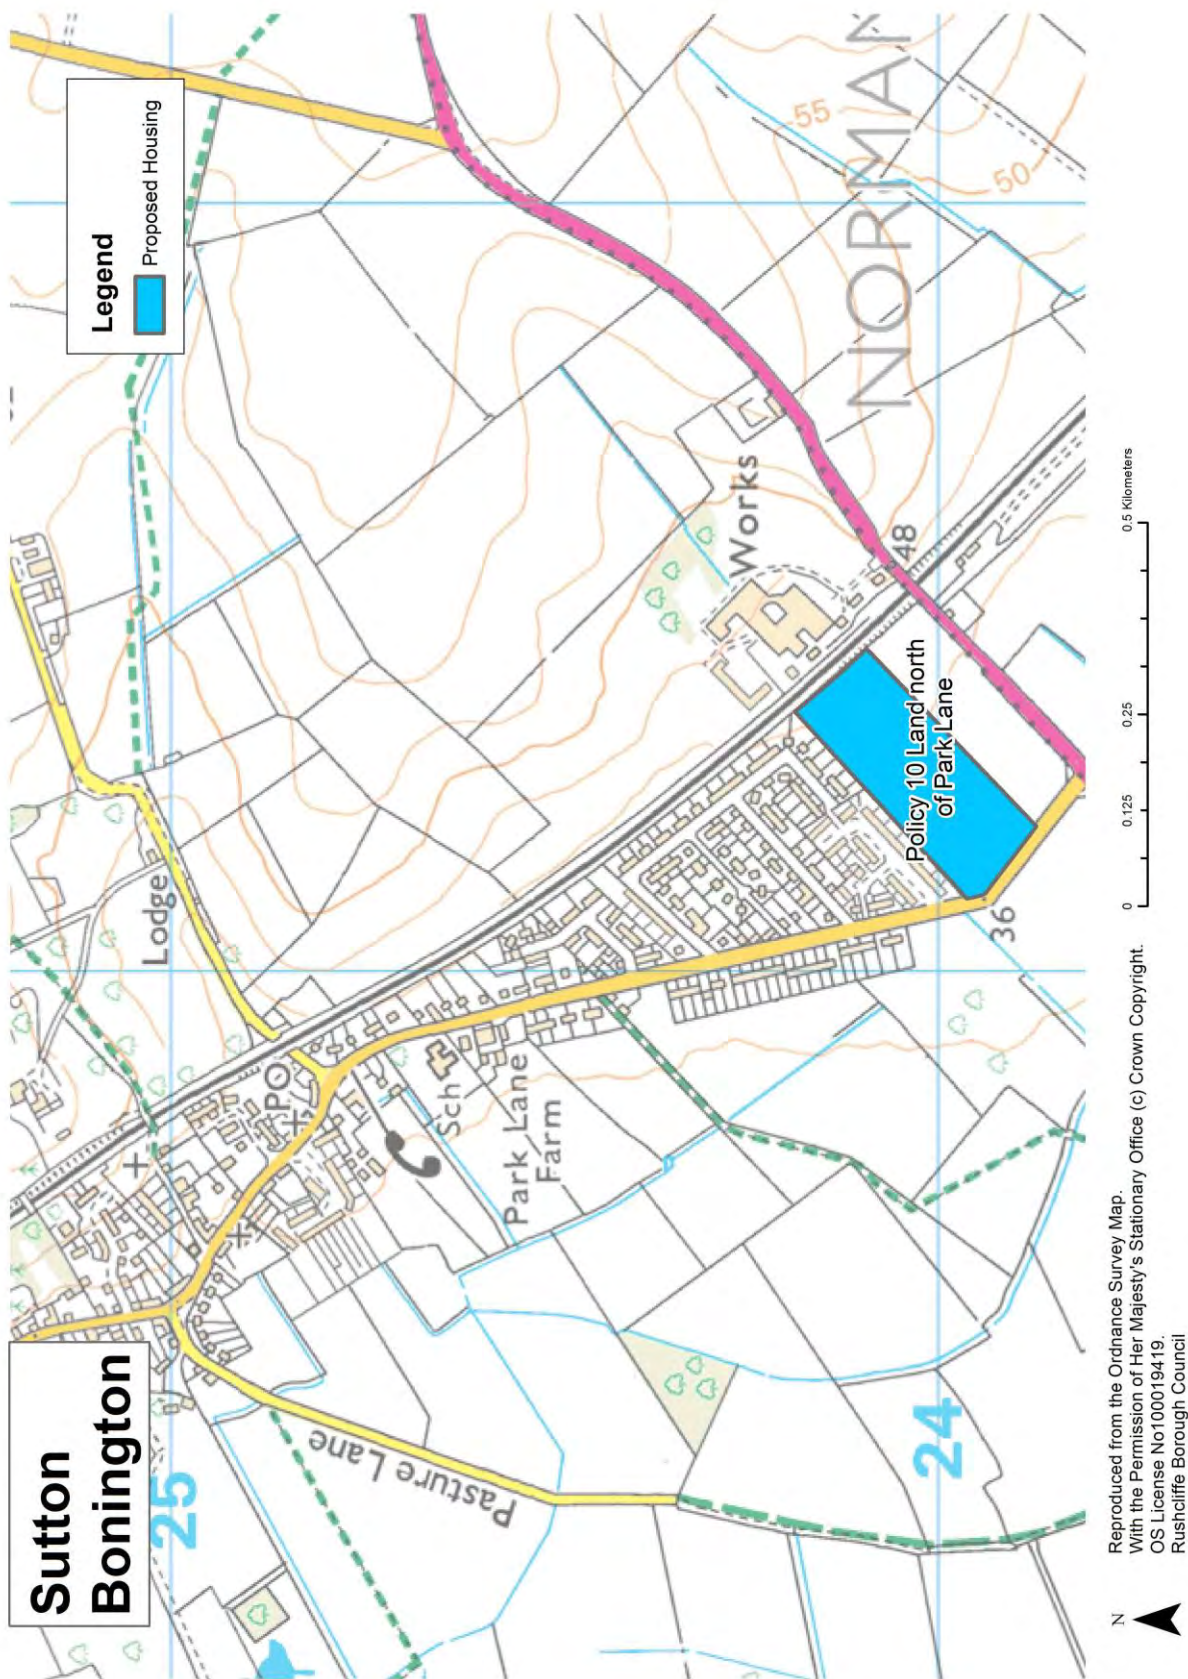 Sutton
Bonington
Legend
Proposed Housing
25
Lodge
PO
Sch
Park Lane
Farm
Pasture Lane
Works
NORMAN
55
50
48
Policy 10 Land north
of Park Lane
36
24
N
Reproduced from the Ordnance Survey Map.
With the Permission of Her Majesty's Stationary Office (c) Crown Copyright.
OS License No100019419.
Rushcliffe Borough Council
0
0.125
0.25
0.5 Kilometers